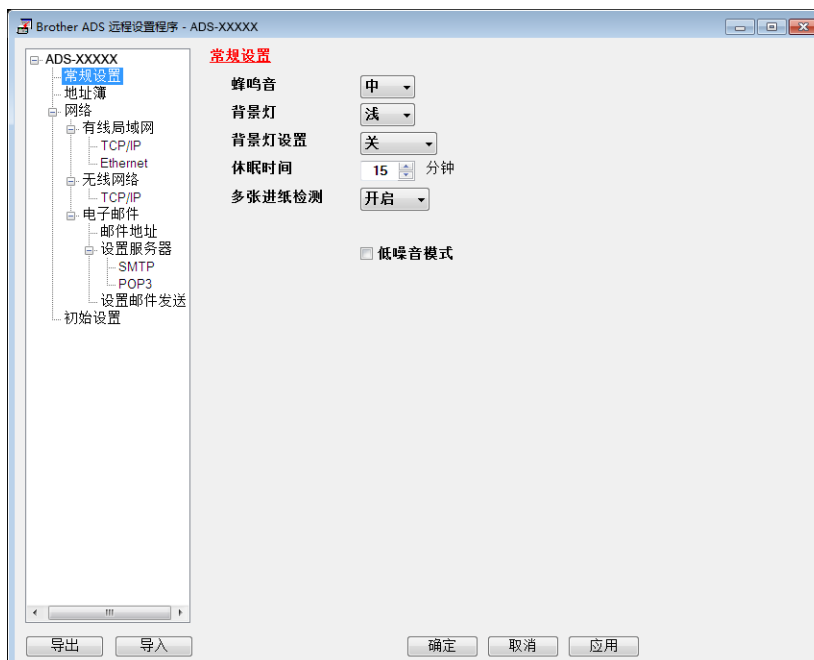 Brother ADS 远程设置程序 - ADS-XXXXX
ADS-XXXXX
常规设置
地址簿
网络
有线局域网
TCP/IP
Ethernet
无线网络
TCP/IP
电子邮件
邮件地址
设置服务器
SMTP
POP3
设置邮件发送
初始设置
常规设置
蜂鸣音 中
背景灯 浅
背景灯设置 关
休眠时间 15 分钟
多张进纸检测 开启
低噪音模式
导出 导入 确定 取消 应用